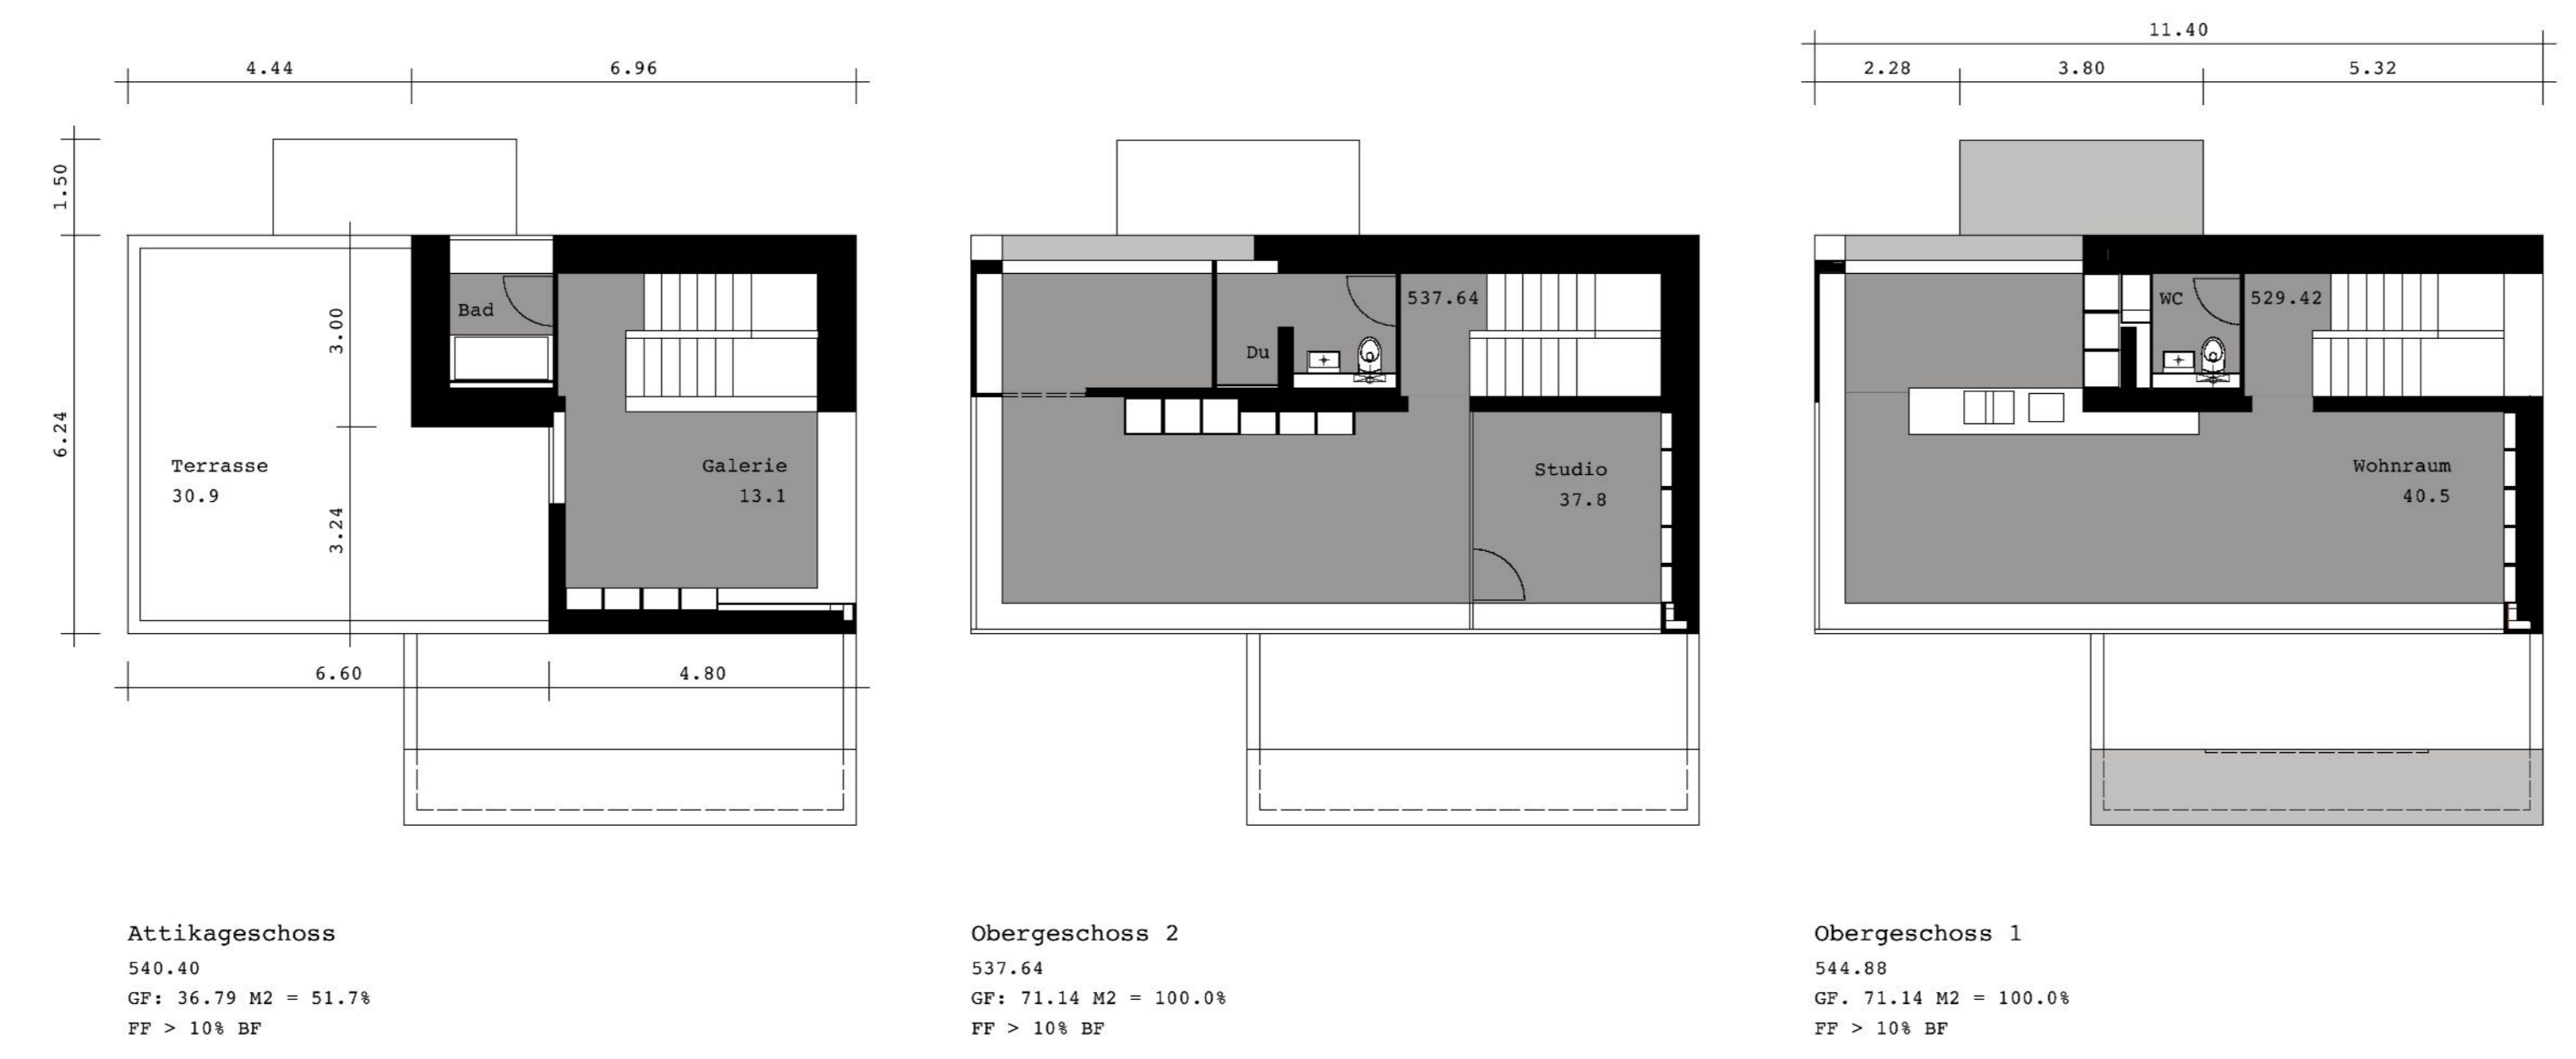 11.40
4.44
6.96
2.28
3.80
5.32
1.50
6.24
3.00
3.24
Bad
Terrasse
30.9
Galerie
13.1
6.60
4.80
537.64
Du
Studio
37.8
WC
529.42
Wohnraum
40.5
Attikageschoss
540.40
GF: 36.79 M2 = 51.7%
FF > 10% BF
Obergeschoss 2
537.64
GF: 71.14 M2 = 100.0%
FF > 10% BF
Obergeschoss 1
544.88
GF. 71.14 M2 = 100.0%
FF > 10% BF